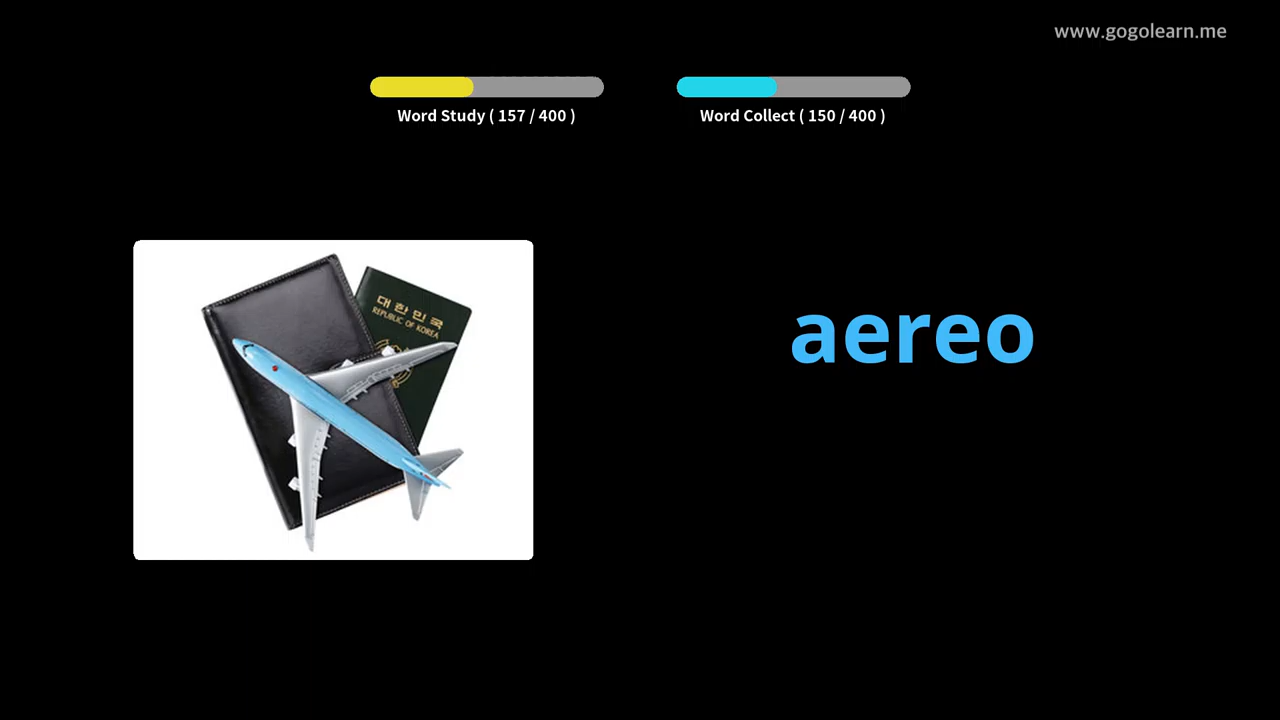 www.gogolearn.me
Word Study ( 157 / 400 )
Word Collect ( 150 / 400 )
대한민국
REPUBLIC OF KOREA
aereo